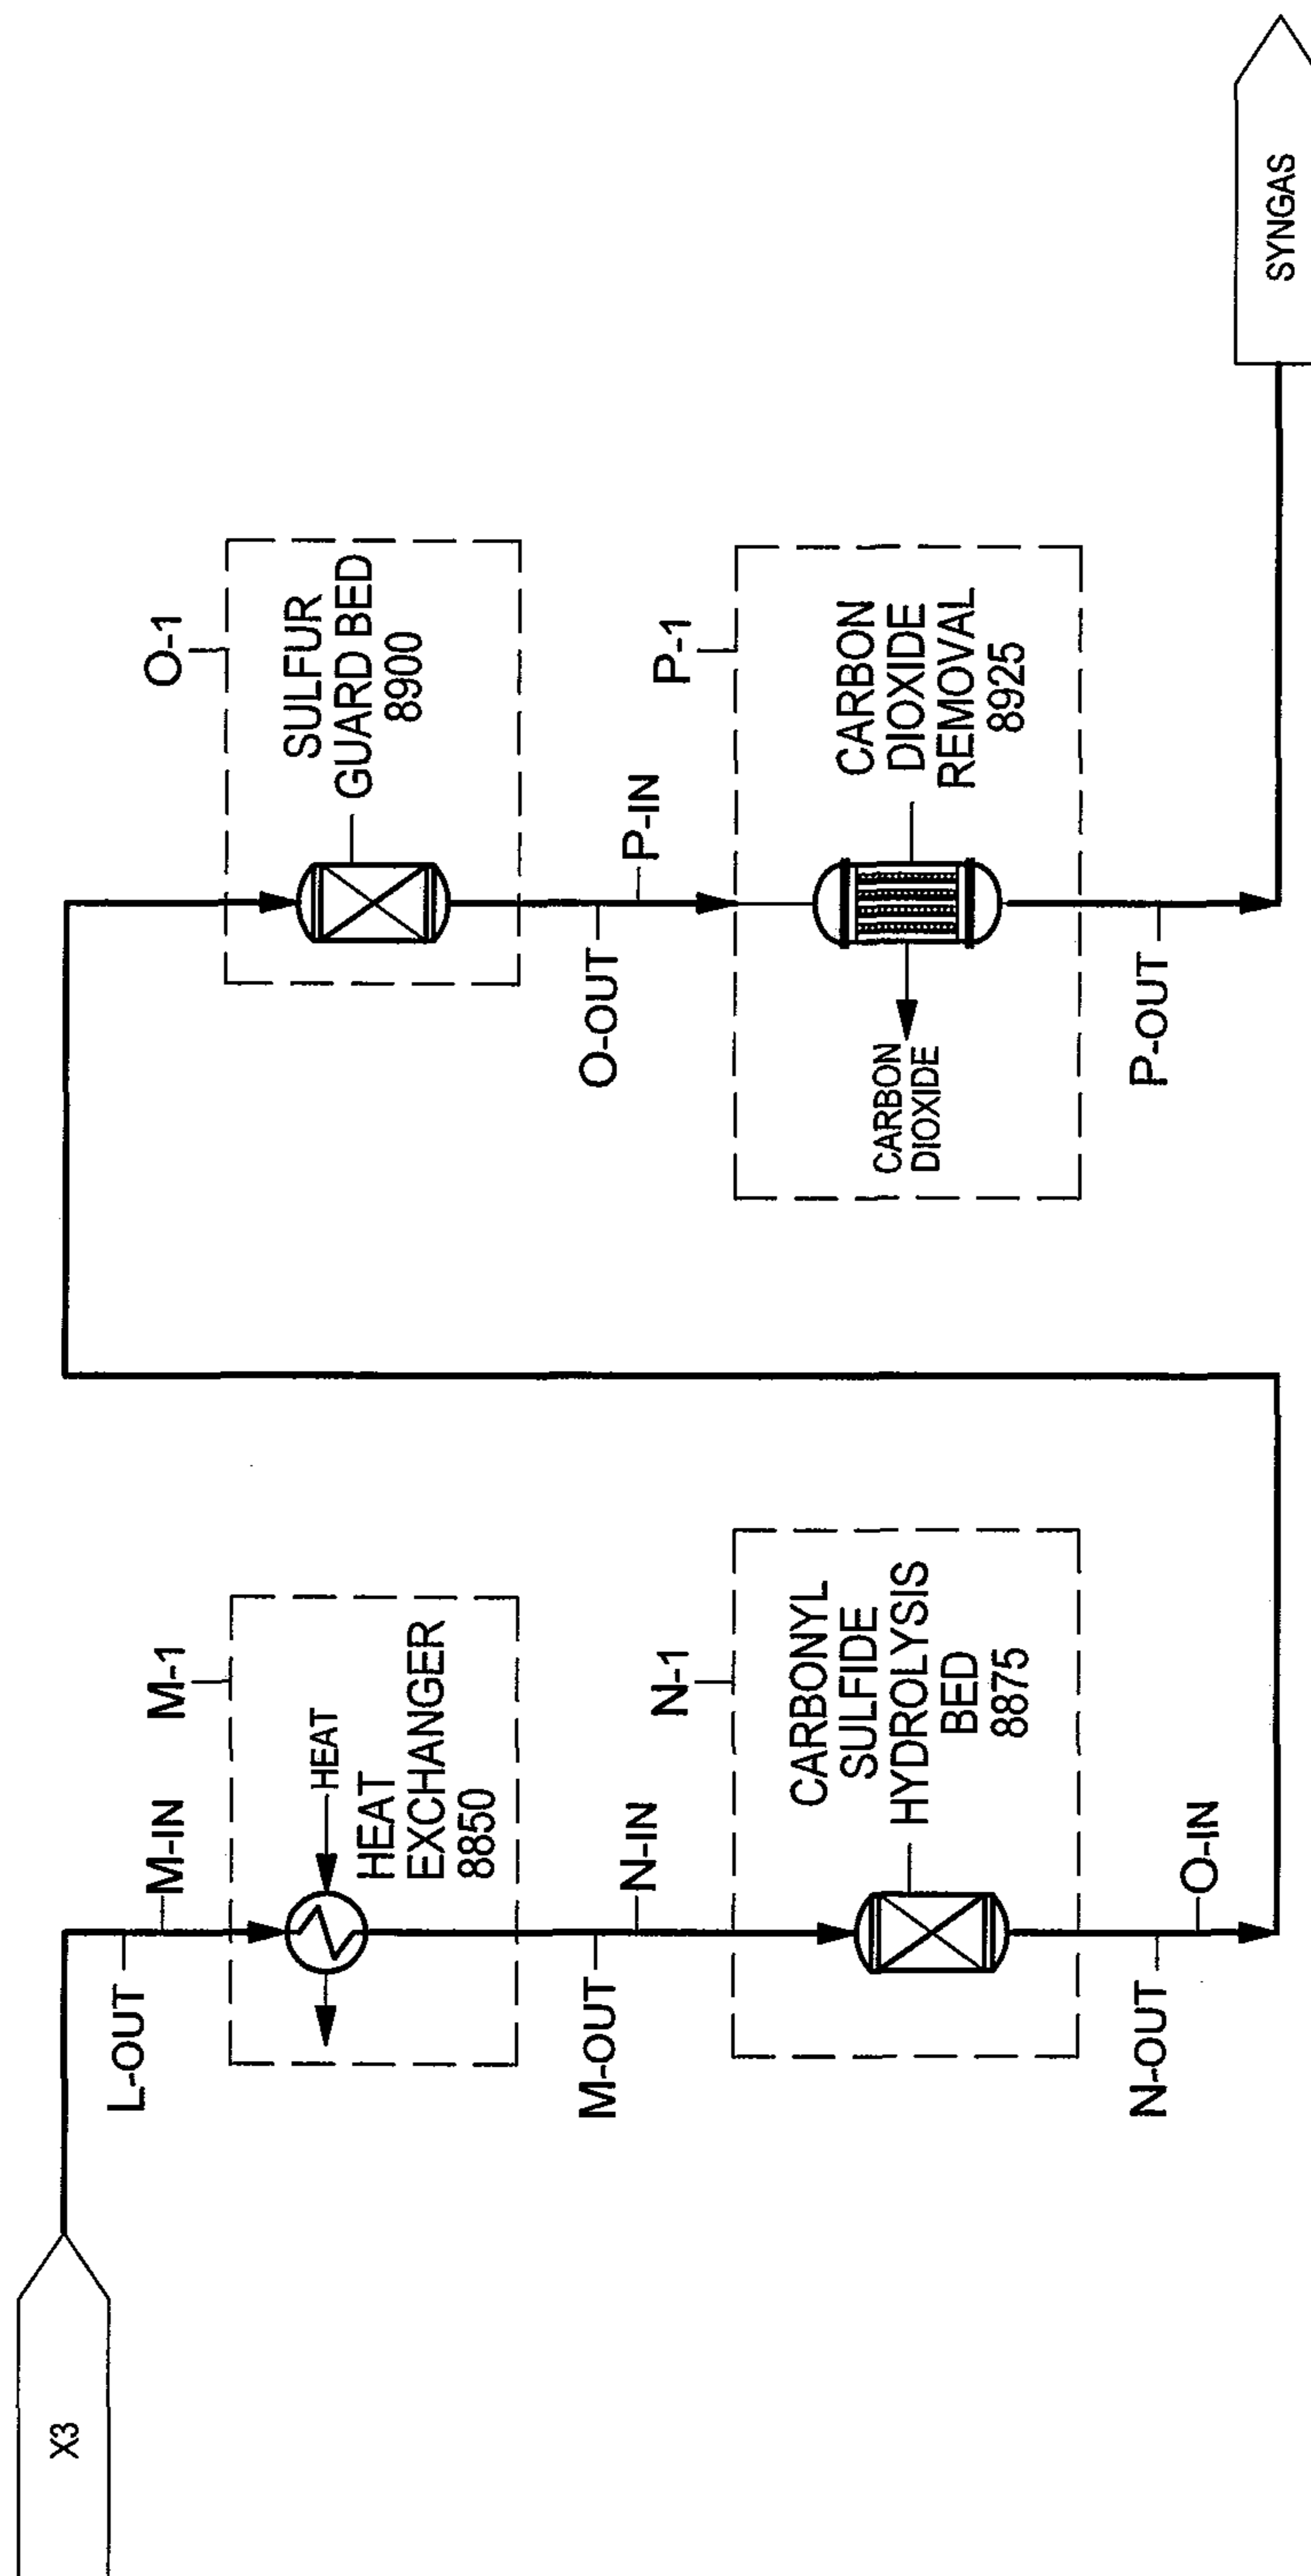 X3
L-OUT
M-IN
M-1
HEAT
HEAT
EXCHANGER
8850
M-OUT
N-IN
N-1
CARBONYL
SULFIDE
HYDROLYSIS
BED
8875
N-OUT
O-IN
O-1
SULFUR
GUARD BED
8900
O-OUT
P-IN
P-1
CARBON
DIOXIDE
REMOVAL
8925
CARBON
DIOXIDE
P-OUT
SYNGAS